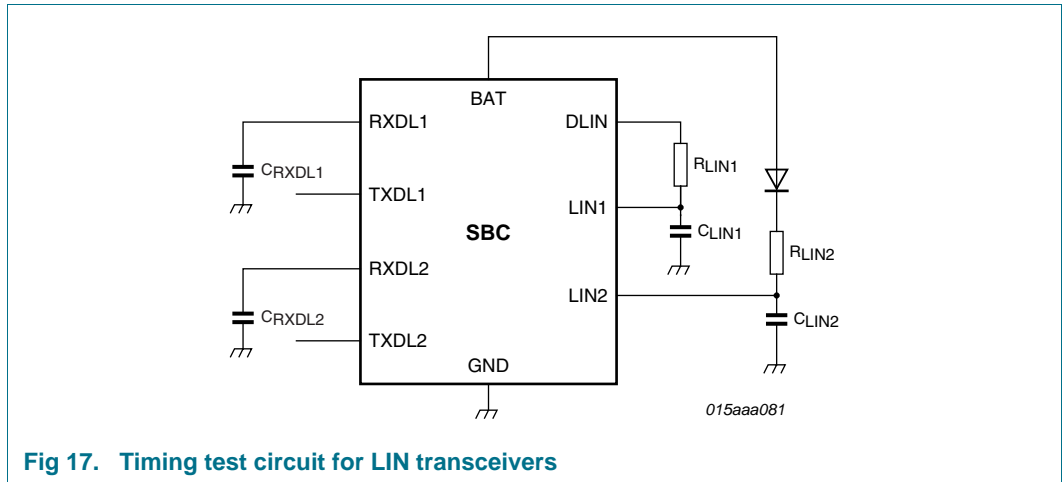 BAT
RXDL1
DLIN
CRXDL1
RLIN1
TXDL1
LIN1
CLIN1
SBC
RLIN2
RXDL2
LIN2
CRXDL2
CLIN2
TXDL2
GND
015aaa081
Fig 17. Timing test circuit for LIN transceivers